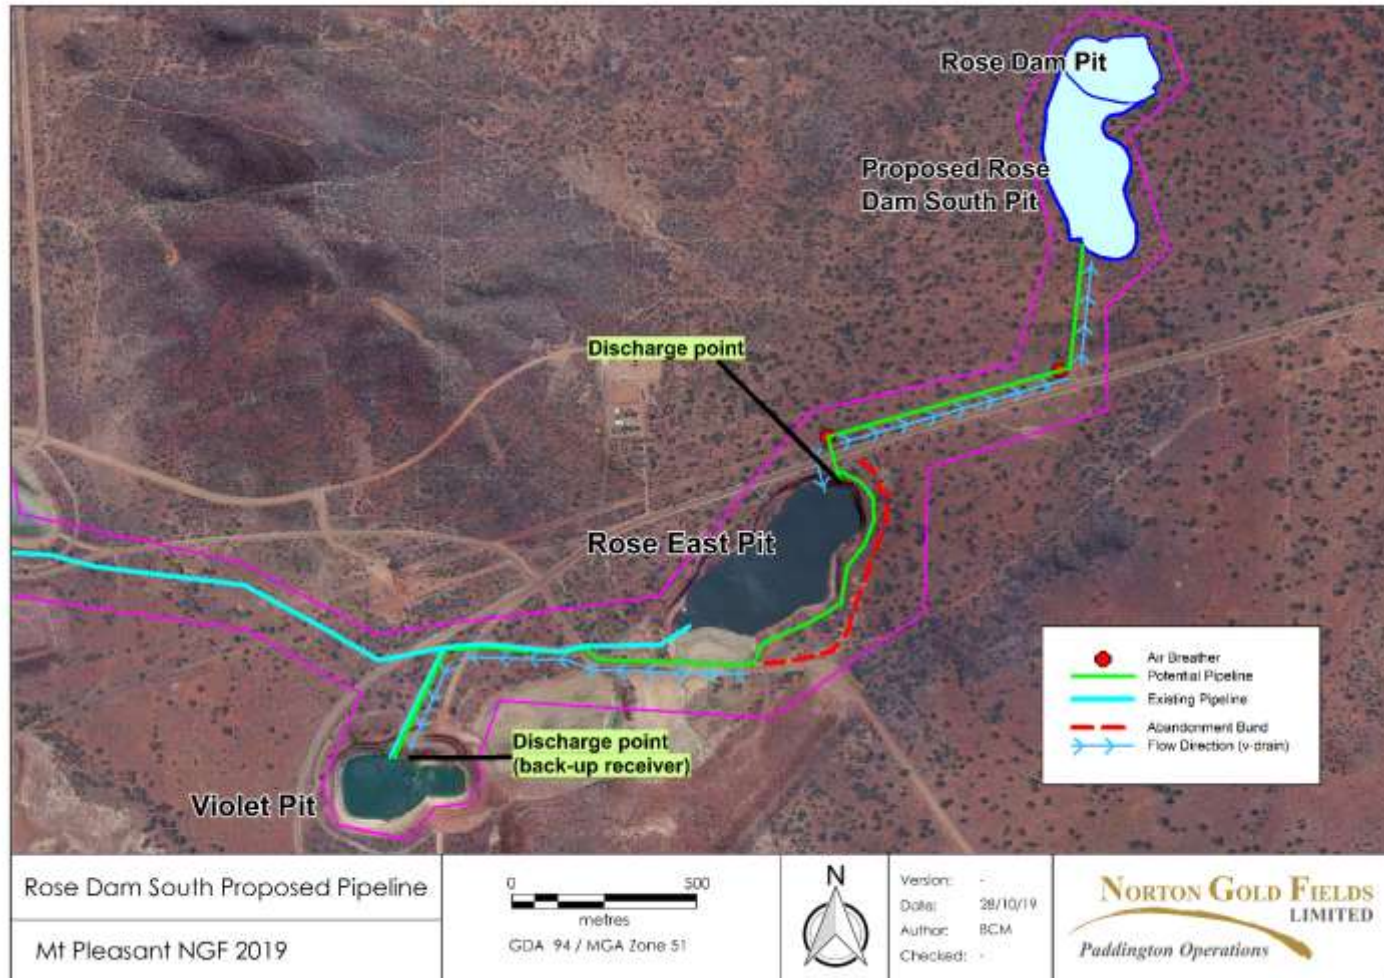 Rose Dam Pit
Proposed Rose
Dam South Pit
Discharge point
Rose East Pit
Discharge point
(back-up receiver)
Violet Pit
Air Breather
Potential Pipeline
Existing Pipeline
Abandonment Bund
Flow Direction (v-drain)
Rose Dam South Proposed Pipeline
Mt Pleasant NGF 2019
0 500
metres
GDA 94 / MGA Zone 51
N
Version: -
Date: 28/10/19
Author: BCM
Checked: -
NORTON GOLD FIELDS
LIMITED
Paddington Operations